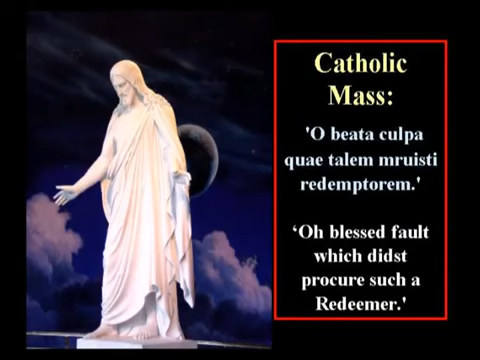 Catholic
Mass:
'O beata culpa
quae talem mruisti
redemptorem.'
‘Oh blessed fault
which didst
procure such a
Redeemer.'